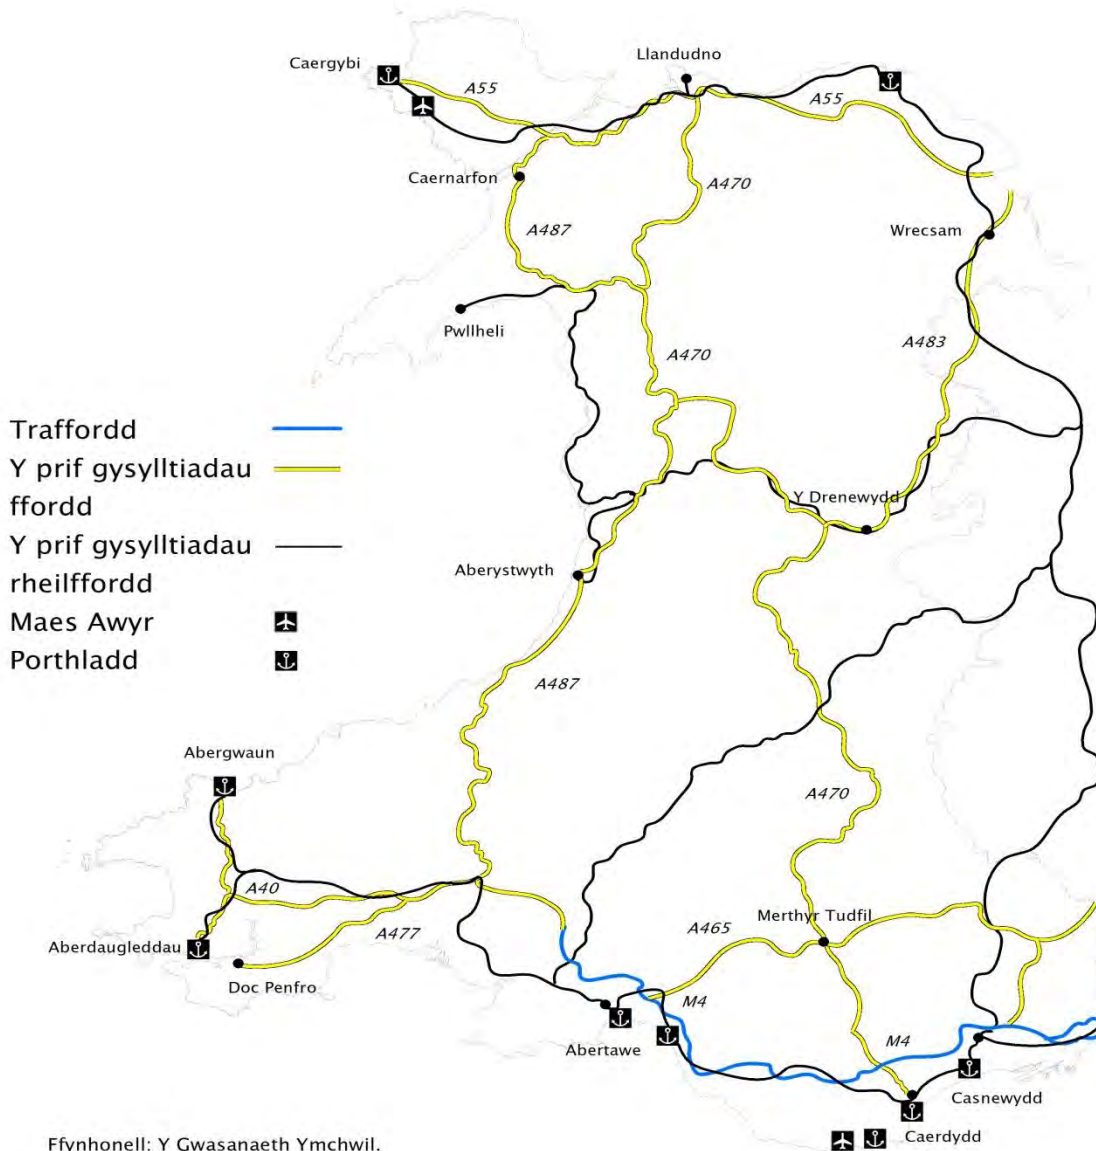 Llandudno
Caergybi
A55
A55
Caernarfon
A470
A487
Wrecsam
Pwllheli
A470
A483
Traffordd
Y prif gysylltiadau
ffordd
Y prif gysylltiadau
rheilffordd
Maes Awyr
Porthladd
Y Drenewydd
Aberystwyth
A487
Abergwaun
A470
A40
Merthyr Tudfil
A465
A477
Aberdaugleddau
Doc Penfro
M4
Abertawe
M4
Casnewydd
Caerdydd
Ffynhonell: Y Gwasanaeth Ymchwil.